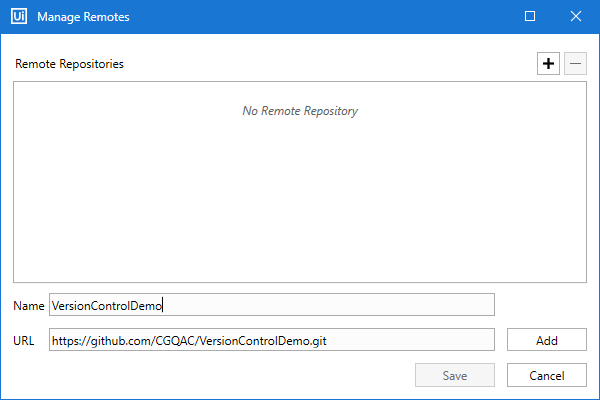 Ui Manage Remotes
Remote Repositories
No Remote Repository
Name VersionControlDemo
URL https://github.com/CGQAC/VersionControlDemo.git Add
Save Cancel